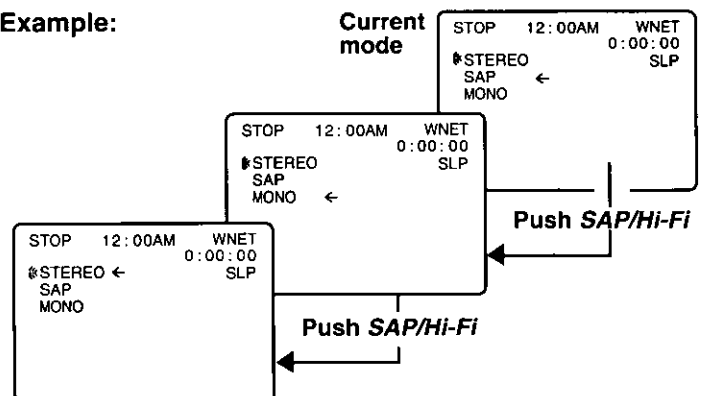 Example:
Current
mode
STOP 12:00AM WNET
0:00:00
STEREO SLP
SAP ←
MONO
STOP 12:00AM WNET
0:00:00
STEREO SLP
SAP
MONO ←
Push SAP/Hi-Fi
STOP 12:00AM WNET
0:00:00
STEREO ← SLP
SAP
MONO
Push SAP/Hi-Fi